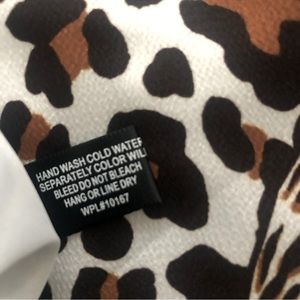 HAND WASH COLD WATER
SEPARATELY COLOR WILL
BLEED DO NOT BLEACH
HANG OR LINE DRY
WPL#10167